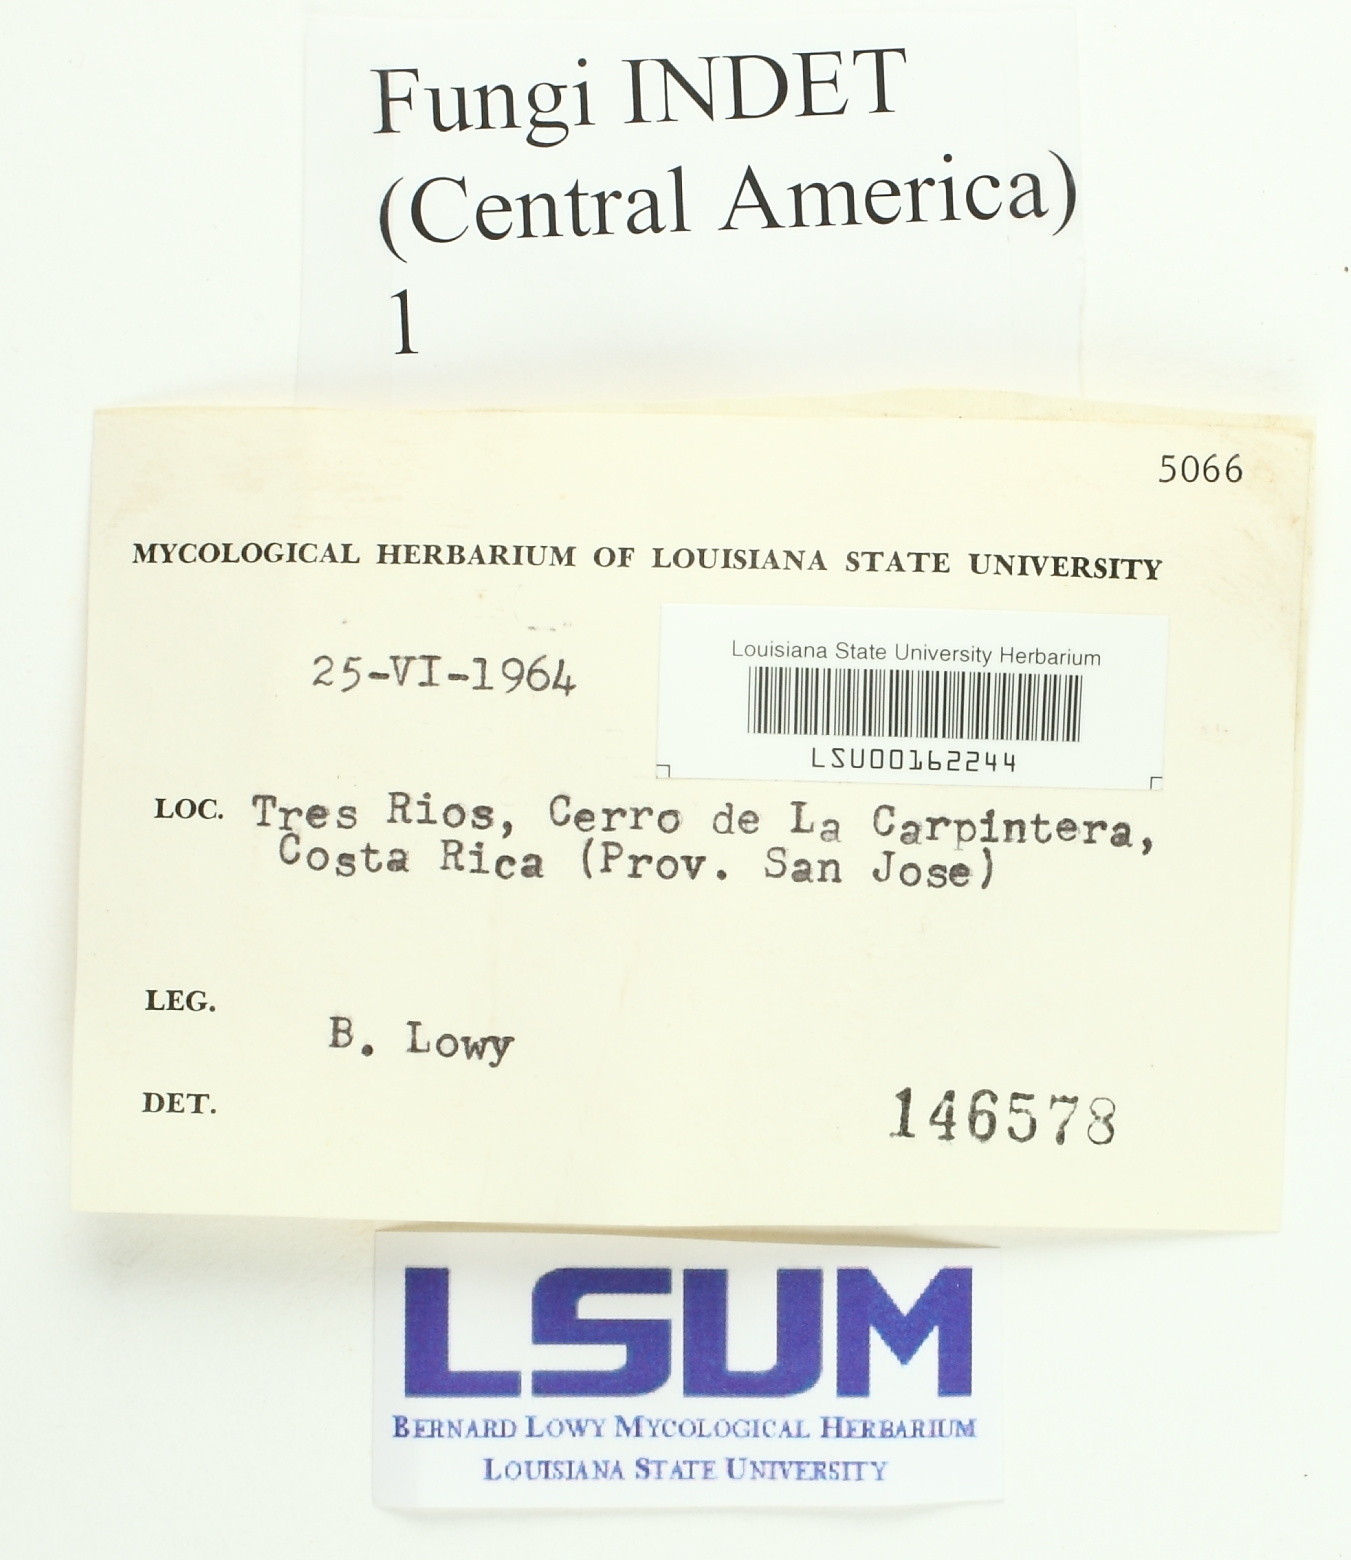 Fungi INDET
(Central America)
1
5066
MYCOLOGICAL HERBARIUM OF LOUISIANA STATE UNIVERSITY
25-VI-1964
Louisiana State University Herbarium
LSU00162244
LOC. Tres Rios, Cerro de La Carpintera,
Costa Rica (Prov. San Jose)
LEG.
B. Lowy
DET.
146578
LSUM
BERNARD LOWY MYCOLOGICAL HERBARIUM
LOUISIANA STATE UNIVERSITY